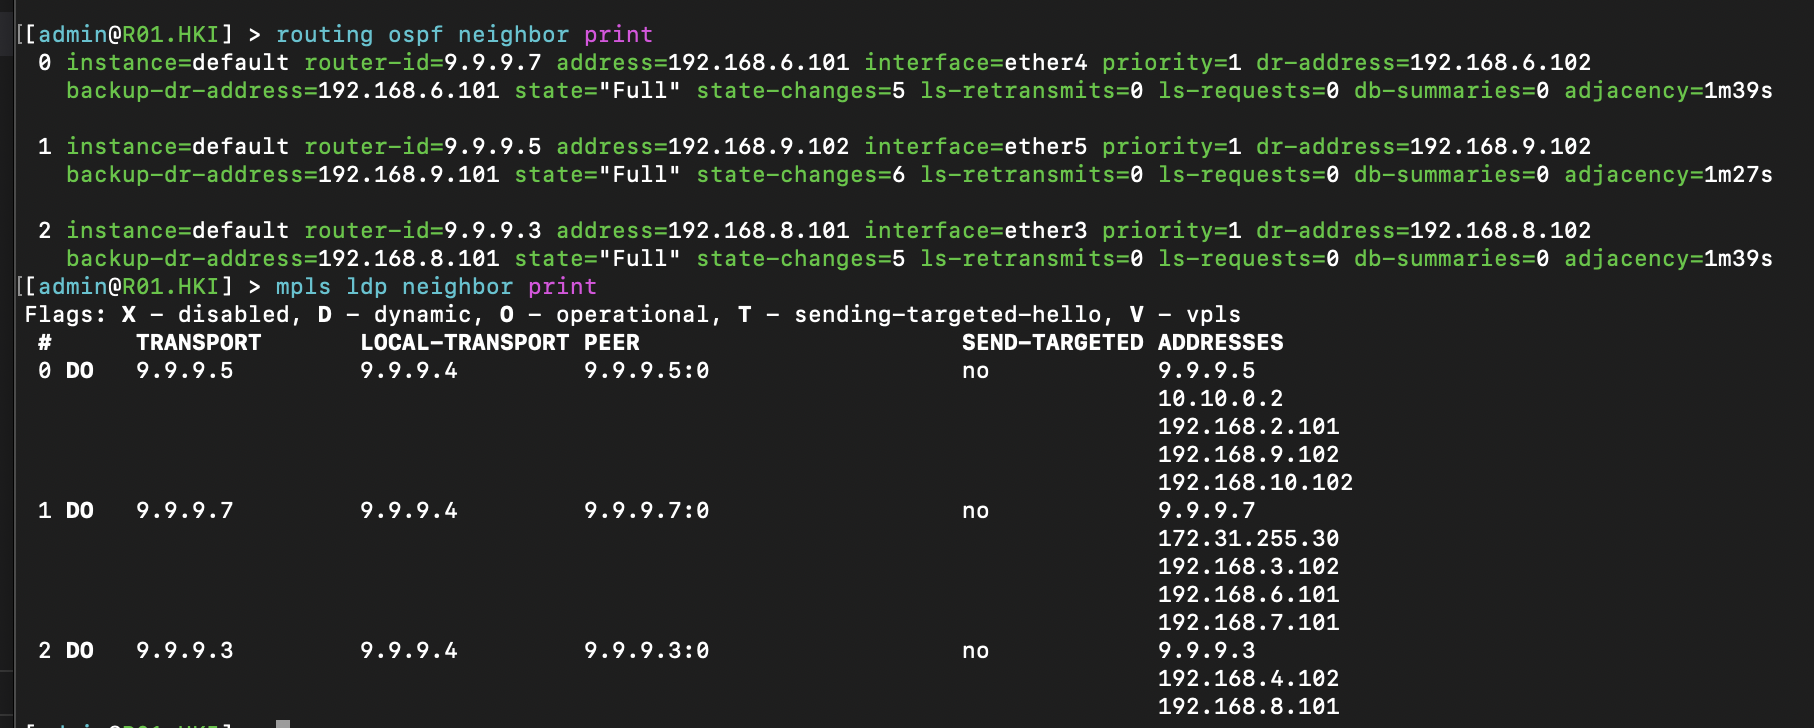 [[admin@R01.HKI] > routing ospf neighbor print
 0 instance=default router-id=9.9.9.7 address=192.168.6.101 interface=ether4 priority=1 dr-address=192.168.6.102
   backup-dr-address=192.168.6.101 state="Full" state-changes=5 ls-retransmits=0 ls-requests=0 db-summaries=0 adjacency=1m39s
 1 instance=default router-id=9.9.9.5 address=192.168.9.102 interface=ether5 priority=1 dr-address=192.168.9.102
   backup-dr-address=192.168.9.101 state="Full" state-changes=6 ls-retransmits=0 ls-requests=0 db-summaries=0 adjacency=1m27s
 2 instance=default router-id=9.9.9.3 address=192.168.8.101 interface=ether3 priority=1 dr-address=192.168.8.102
   backup-dr-address=192.168.8.101 state="Full" state-changes=5 ls-retransmits=0 ls-requests=0 db-summaries=0 adjacency=1m39s
[[admin@R01.HKI] > mpls ldp neighbor print
Flags: X - disabled, D - dynamic, O - operational, T - sending-targeted-hello, V - vpls
 #      TRANSPORT       LOCAL-TRANSPORT PEER                       SEND-TARGETED ADDRESSES
 0 DO   9.9.9.5         9.9.9.4         9.9.9.5:0                  no            9.9.9.5
                                                                                 10.10.0.2
                                                                                 192.168.2.101
                                                                                 192.168.9.102
                                                                                 192.168.10.102
 1 DO   9.9.9.7         9.9.9.4         9.9.9.7:0                  no            9.9.9.7
                                                                                 172.31.255.30
                                                                                 192.168.3.102
                                                                                 192.168.6.101
                                                                                 192.168.7.101
 2 DO   9.9.9.3         9.9.9.4         9.9.9.3:0                  no            9.9.9.3
                                                                                 192.168.4.102
                                                                                 192.168.8.101